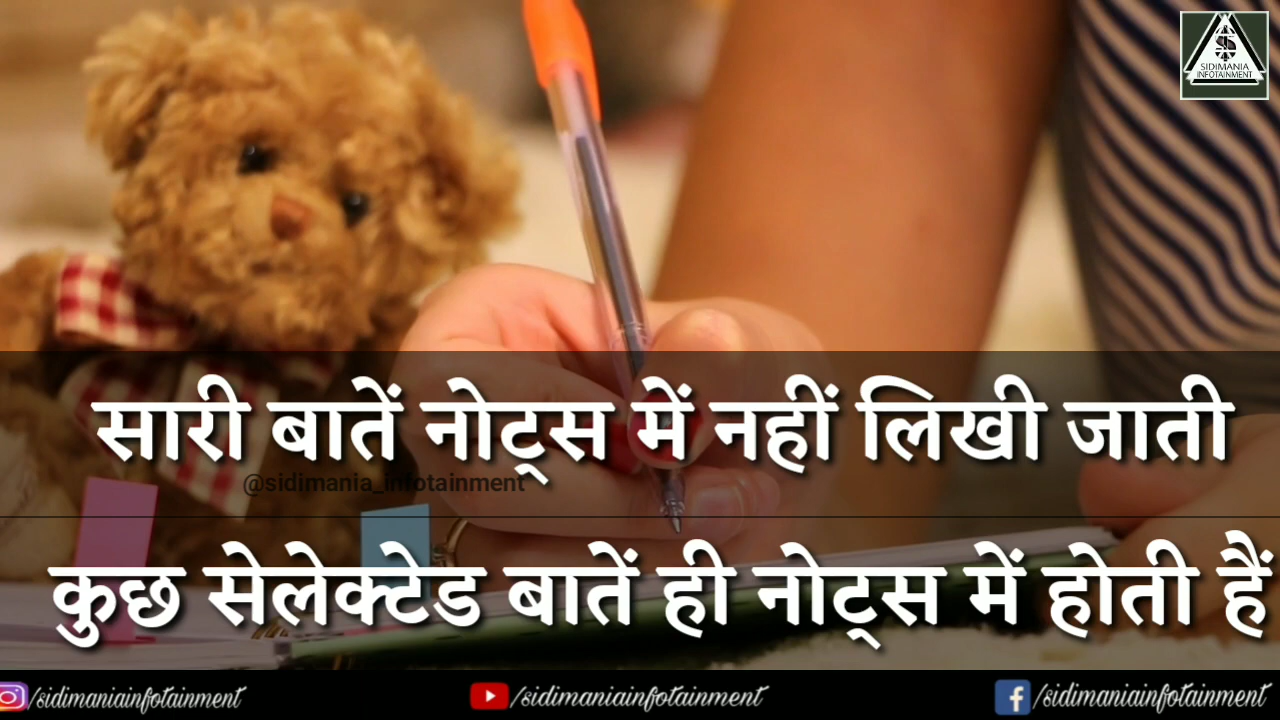 SIDIMANIA
INFOTAINMENT
सारी बातें नोट्स में नहीं लिखी जाती
@sidimania_infotainment
कुछ सेलेक्टेड बातें ही नोट्स में होती हैं
/sidimaniainfotainment
/sidimaniainfotainment
/sidimaniainfotainment